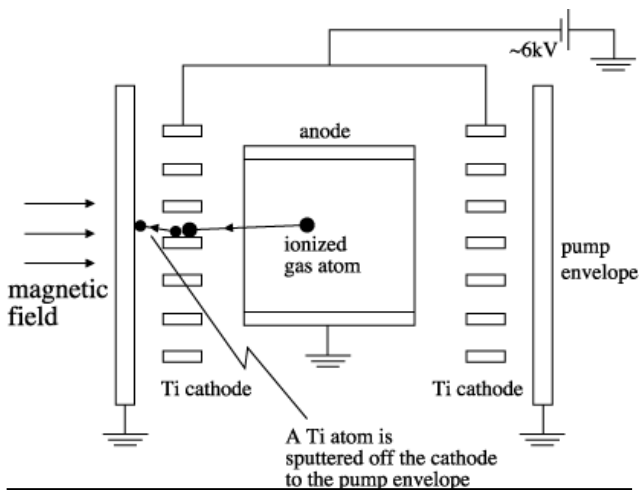 ~6kV
anode
ionized
gas atom
pump
envelope
magnetic
field
Ti cathode
Ti cathode
A Ti atom is
sputtered off the cathode
to the pump envelope